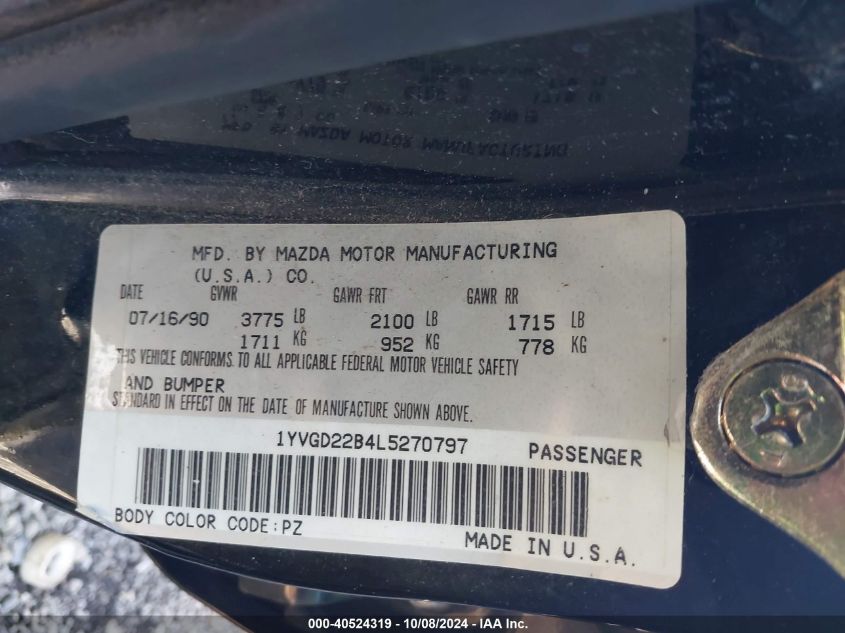 MFD. BY MAZDA MOTOR MANUFACTURING
(U.S.A.) CO.
DATE GVWR GAWR FRT GAWR RR
07/16/90 3775 LB 2100 LB 1715 LB
1711 KG 952 KG 778 KG
THIS VEHICLE CONFORMS TO ALL APPLICABLE FEDERAL MOTOR VEHICLE SAFETY
AND BUMPER
STANDARD IN EFFECT ON THE DATE OF MANUFACTURE SHOWN ABOVE.
1YVGD22B4L5270797 PASSENGER
BODY COLOR CODE:PZ
MADE IN U.S.A.
000-40524319 - 10/08/2024 - IAA Inc.